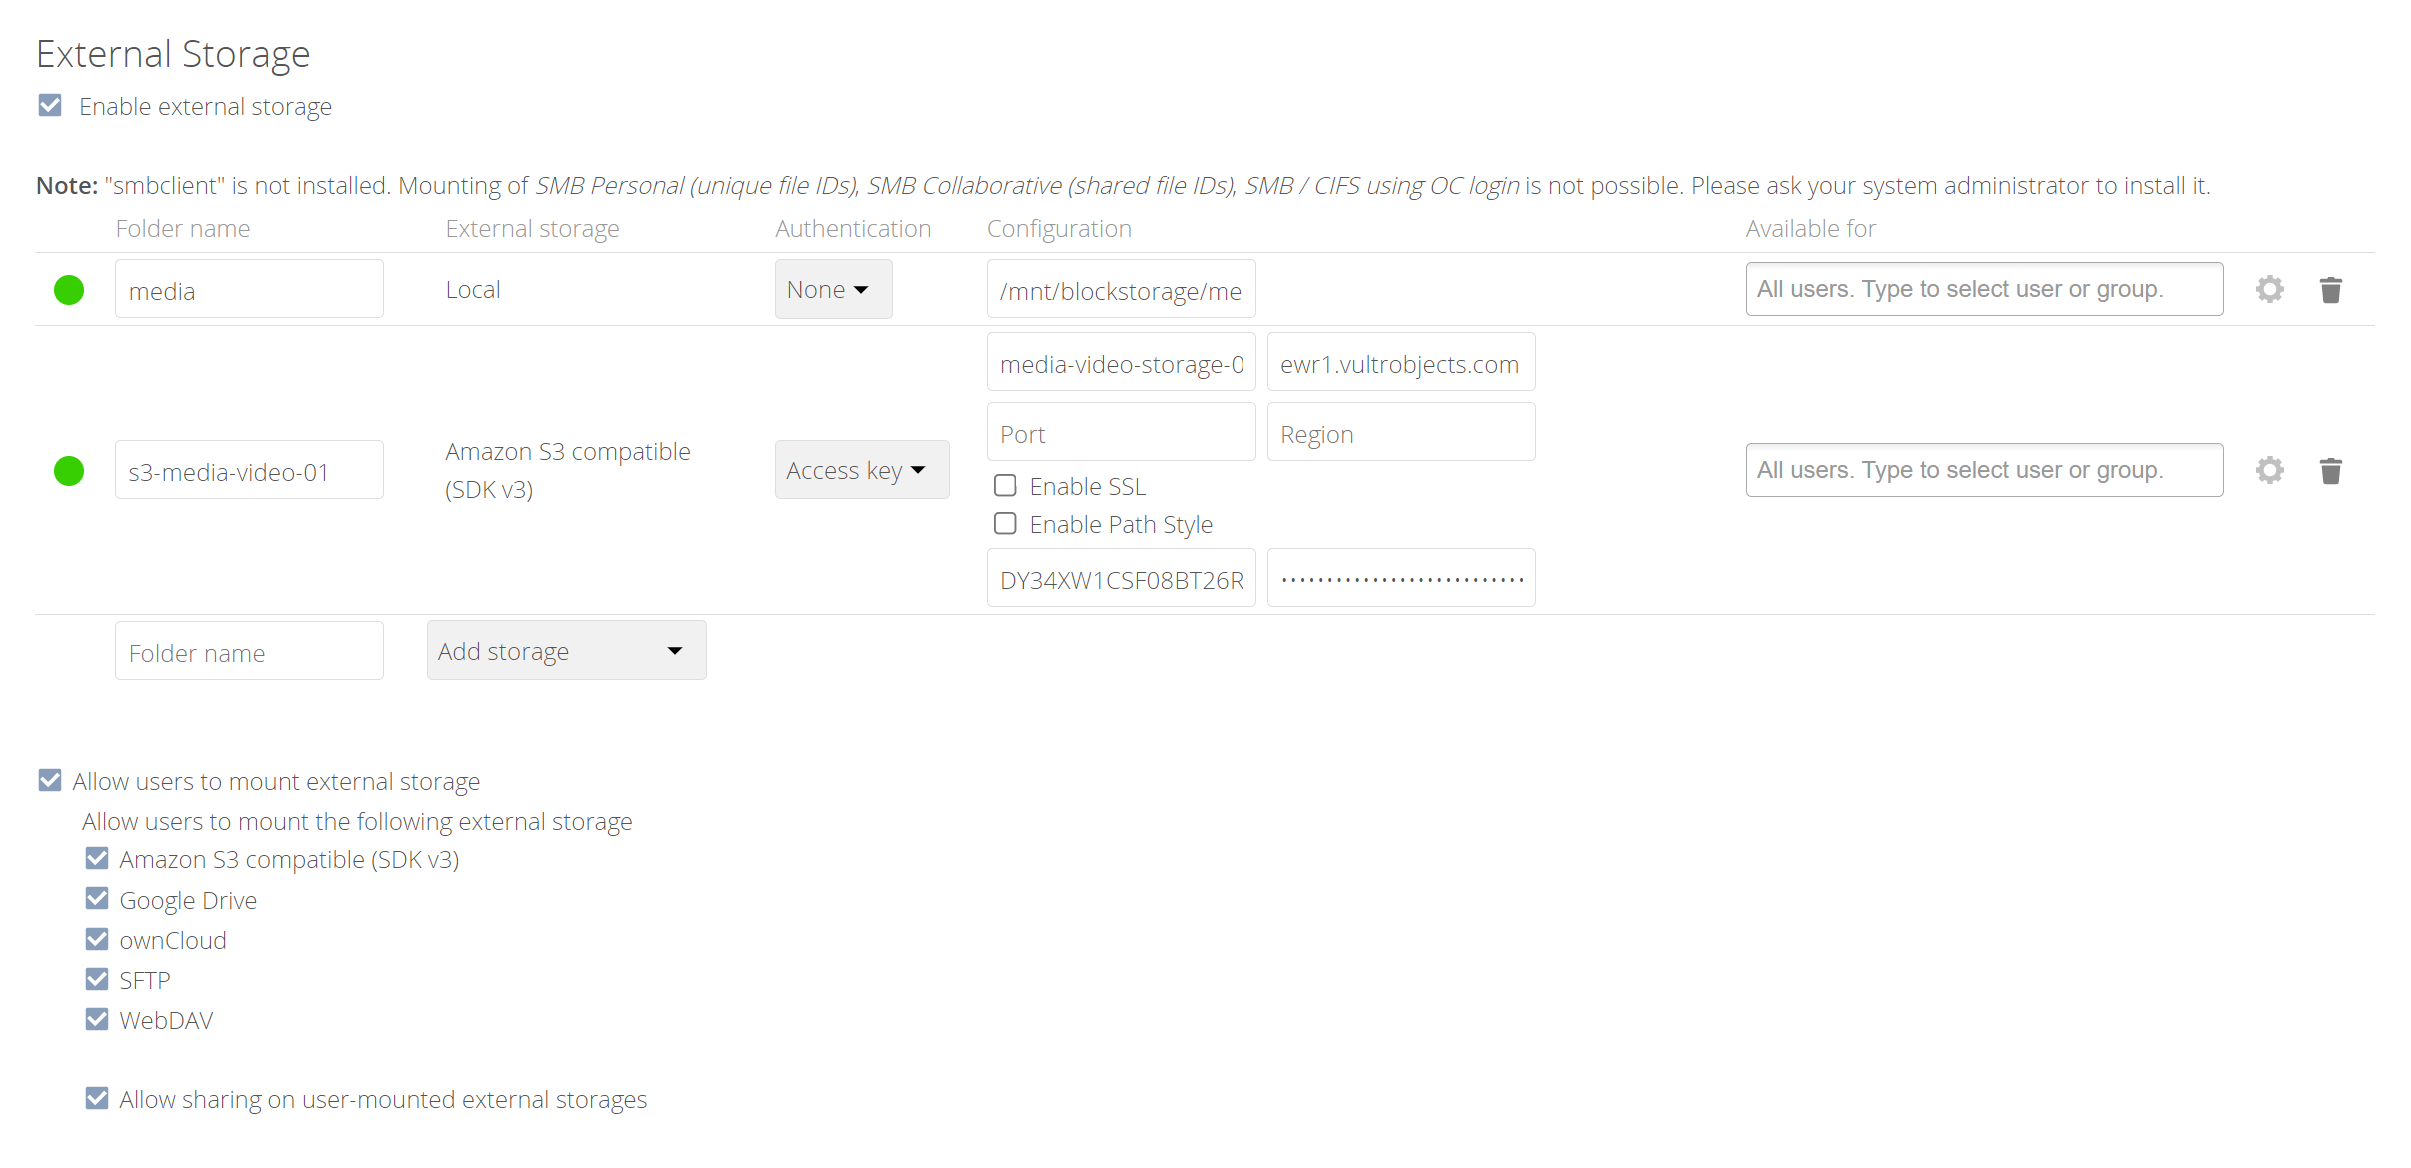 External Storage
Enable external storage
Note: "smbclient" is not installed. Mounting of SMB Personal (unique file IDs), SMB Collaborative (shared file IDs), SMB / CIFS using OC login is not possible. Please ask your system administrator to install it.
Folder name External storage Authentication Configuration Available for
media Local None /mnt/blockstorage/me All users. Type to select user or group.
media-video-storage-0 ewr1.vultrobjects.com
Port Region
s3-media-video-01 Amazon S3 compatible (SDK v3) Access key All users. Type to select user or group.
Enable SSL
Enable Path Style
DY34XW1CSF08BT26R ···························
Folder name Add storage
Allow users to mount external storage
Allow users to mount the following external storage
Amazon S3 compatible (SDK v3)
Google Drive
ownCloud
SFTP
WebDAV
Allow sharing on user-mounted external storages